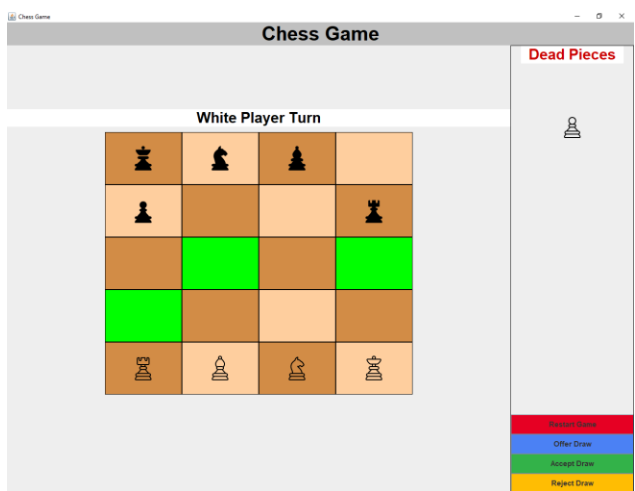 Chess Game
Chess Game
Dead Pieces
White Player Turn
Restart Game
Offer Draw
Accept Draw
Reject Draw